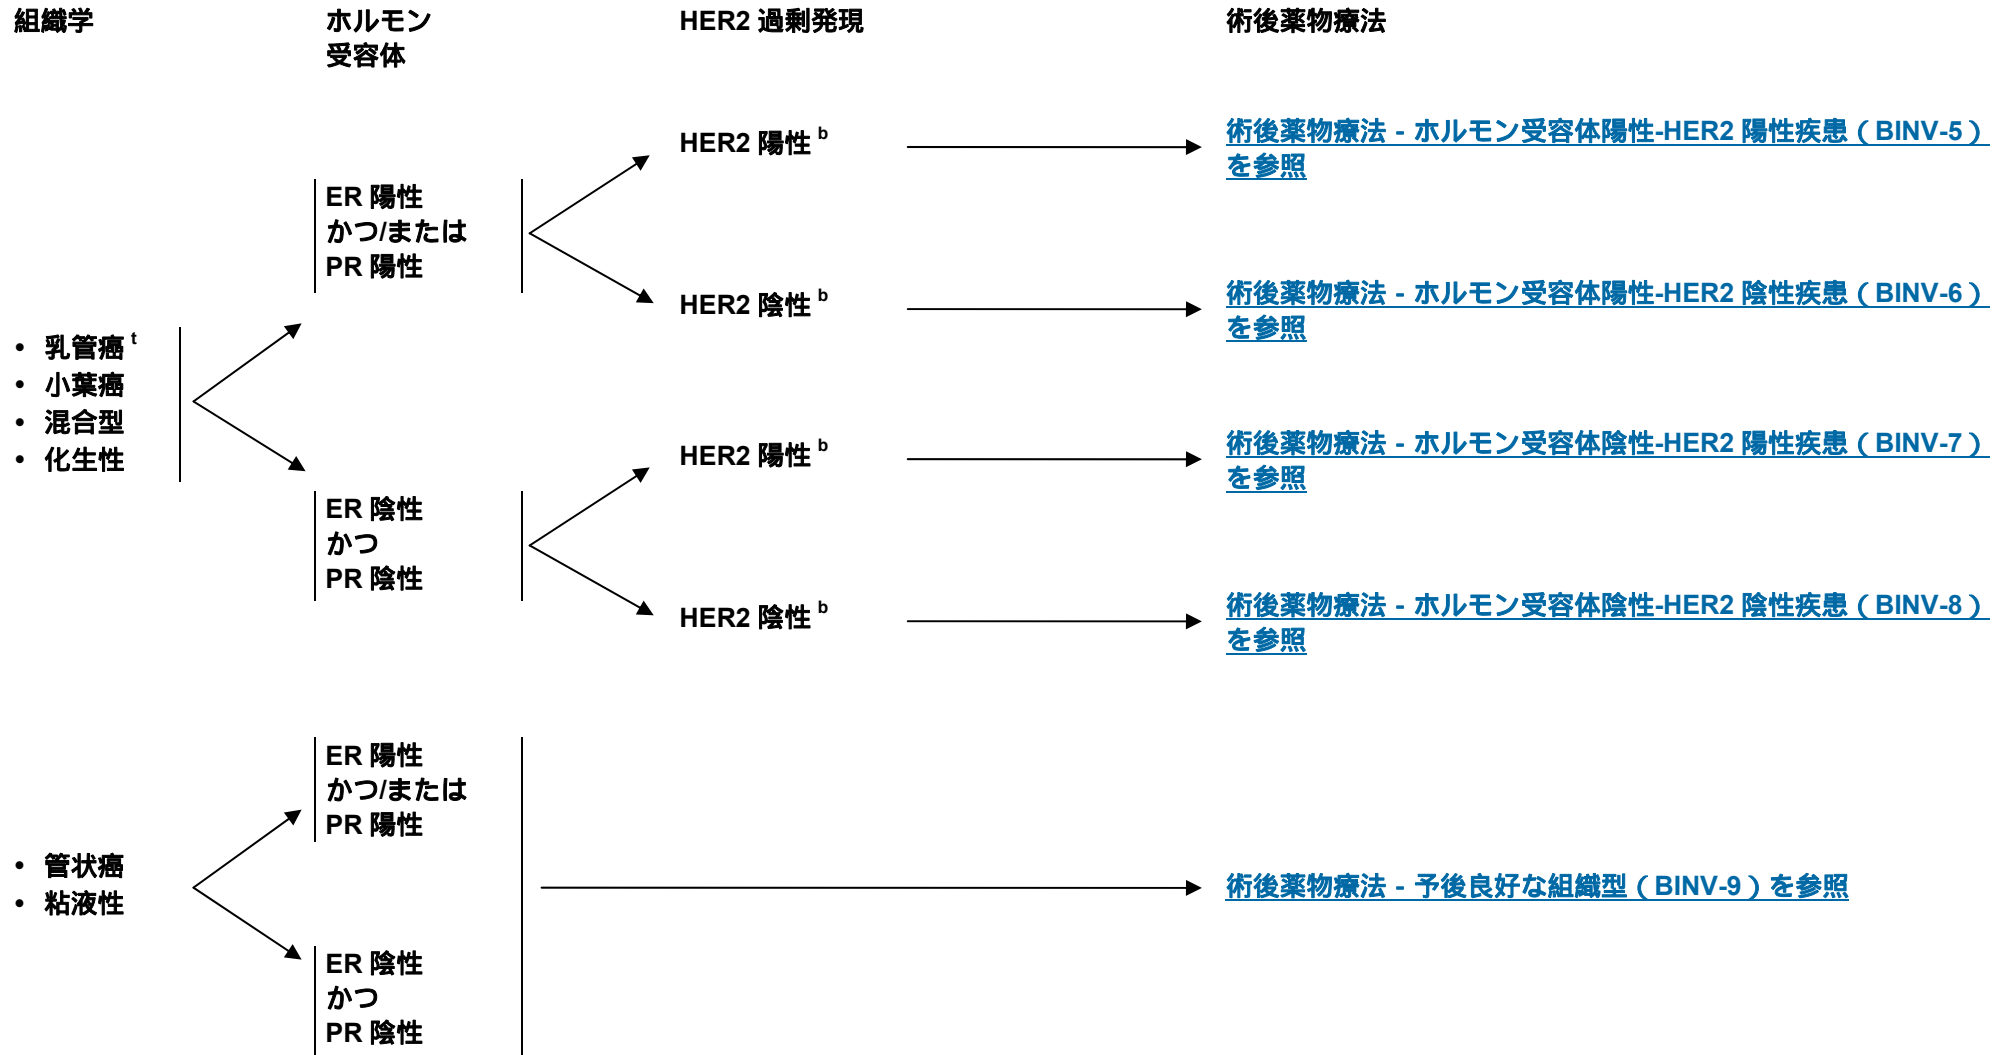 組織学
ホルモン
受容体
HER2 過剰発現
術後薬物療法
• 乳管癌 t
• 小葉癌
• 混合型
• 化生性
ER 陽性
かつ/または
PR 陽性
HER2 陽性 b
術後薬物療法 - ホルモン受容体陽性-HER2 陽性疾患（BINV-5）
を参照
HER2 陰性 b
術後薬物療法 - ホルモン受容体陽性-HER2 陰性疾患（BINV-6）
を参照
ER 陰性
かつ
PR 陰性
HER2 陽性 b
術後薬物療法 - ホルモン受容体陰性-HER2 陽性疾患（BINV-7）
を参照
HER2 陰性 b
術後薬物療法 - ホルモン受容体陰性-HER2 陰性疾患（BINV-8）
を参照
• 管状癌
• 粘液性
ER 陽性
かつ/または
PR 陽性
ER 陰性
かつ
PR 陰性
術後薬物療法 - 予後良好な組織型（BINV-9）を参照